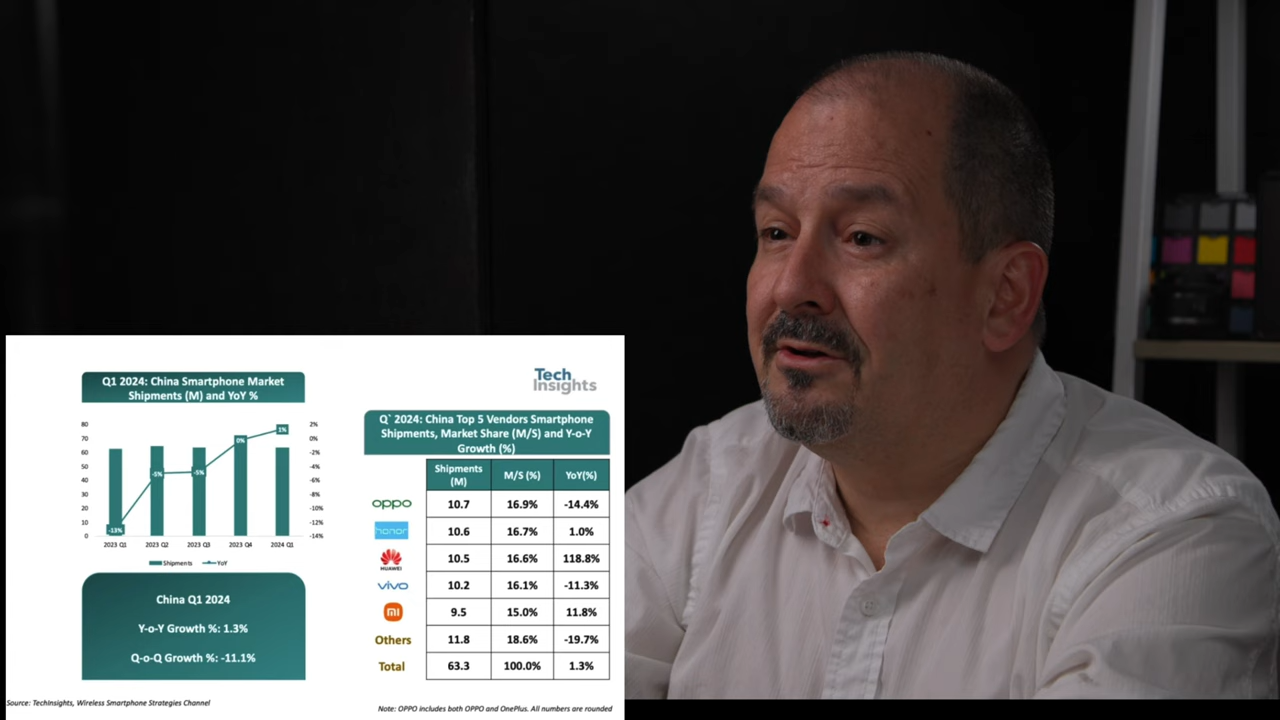 Q1 2024: China Smartphone Market
Shipments (M) and YoY %
80
70
60
50
40
30
20
10
0
2%
0%
-2%
-4%
-6%
-8%
-10%
-12%
-14%
-13%
-5%
-5%
0%
1%
2023 Q1 2023 Q2 2023 Q3 2023 Q4 2024 Q1
Shipments YoY
China Q1 2024
Y-o-Y Growth %: 1.3%
Q-o-Q Growth %: -11.1%
Source: TechInsights, Wireless Smartphone Strategies Channel
Tech
Insights
Q` 2024: China Top 5 Vendors Smartphone
Shipments, Market Share (M/S) and Y-o-Y
Growth (%)
Shipments (M) M/S (%) YoY(%)
oppo 10.7 16.9% -14.4%
honor 10.6 16.7% 1.0%
HUAWEI 10.5 16.6% 118.8%
vivo 10.2 16.1% -11.3%
mi 9.5 15.0% 11.8%
Others 11.8 18.6% -19.7%
Total 63.3 100.0% 1.3%
Note: OPPO includes both OPPO and OnePlus. All numbers are rounded